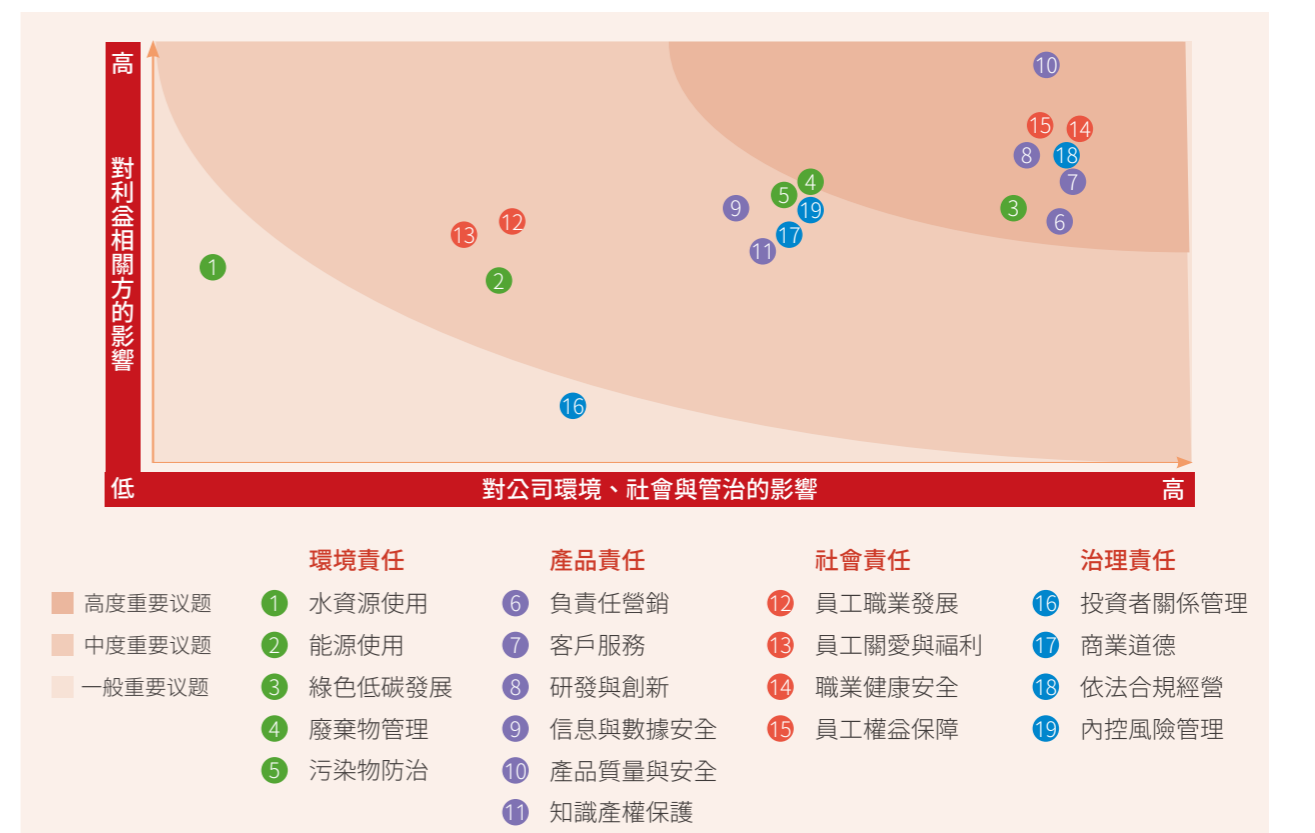 高
對利益相關方的影響
10
15
14
8
18
4
7
5
9
19
3
12
6
13
17
11
1
2
16
低
對公司環境、社會與管治的影響
高
高度重要议题
中度重要议题
一般重要议题
環境責任
1 水資源使用
2 能源使用
3 綠色低碳發展
4 廢棄物管理
5 污染物防治
產品責任
6 負責任營銷
7 客戶服務
8 研發與創新
9 信息與數據安全
10 產品質量與安全
11 知識產權保護
社會責任
12 員工職業發展
13 員工關愛與福利
14 職業健康安全
15 員工權益保障
治理責任
16 投資者關係管理
17 商業道德
18 依法合規經營
19 內控風險管理